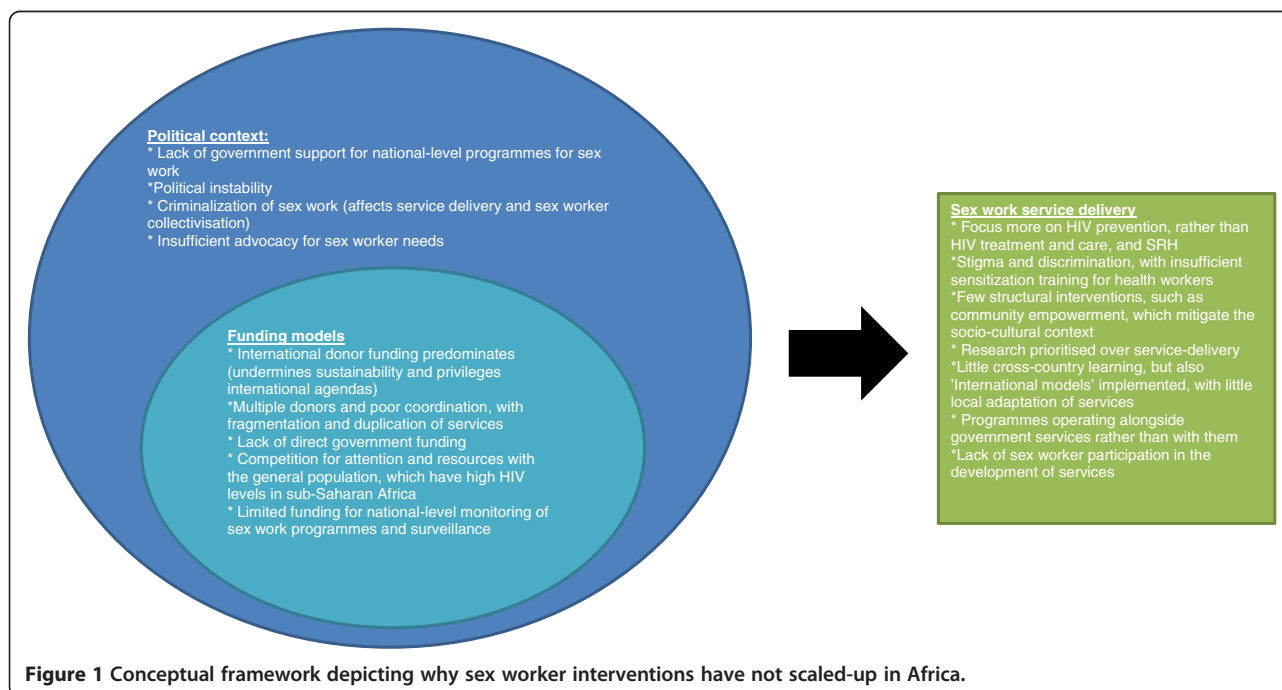 Political context:
* Lack of government support for national-level programmes for sex
work
*Political instability
* Criminalization of sex work (affects service delivery and sex worker
collectivisation)
* Insufficient advocacy for sex worker needs
Funding models
* International donor funding predominates
(undermines sustainability and privileges
international agendas)
*Multiple donors and poor coordination, with
fragmentation and duplication of services
* Lack of direct government funding
* Competition for attention and resources with
the general population, which have high HIV
levels in sub-Saharan Africa
* Limited funding for national-level monitoring of
sex work programmes and surveillance
Sex work service delivery
* Focus more on HIV prevention, rather than
HIV treatment and care, and SRH
*Stigma and discrimination, with insufficient
sensitization training for health workers
*Few structural interventions, such as
community empowerment, which mitigate the
socio-cultural context
* Research prioritised over service-delivery
*Little cross-country learning, but also
'International models' implemented, with little
local adaptation of services
* Programmes operating alongside
government services rather than with them
*Lack of sex worker participation in the
development of services
Figure 1 Conceptual framework depicting why sex worker interventions have not scaled-up in Africa.